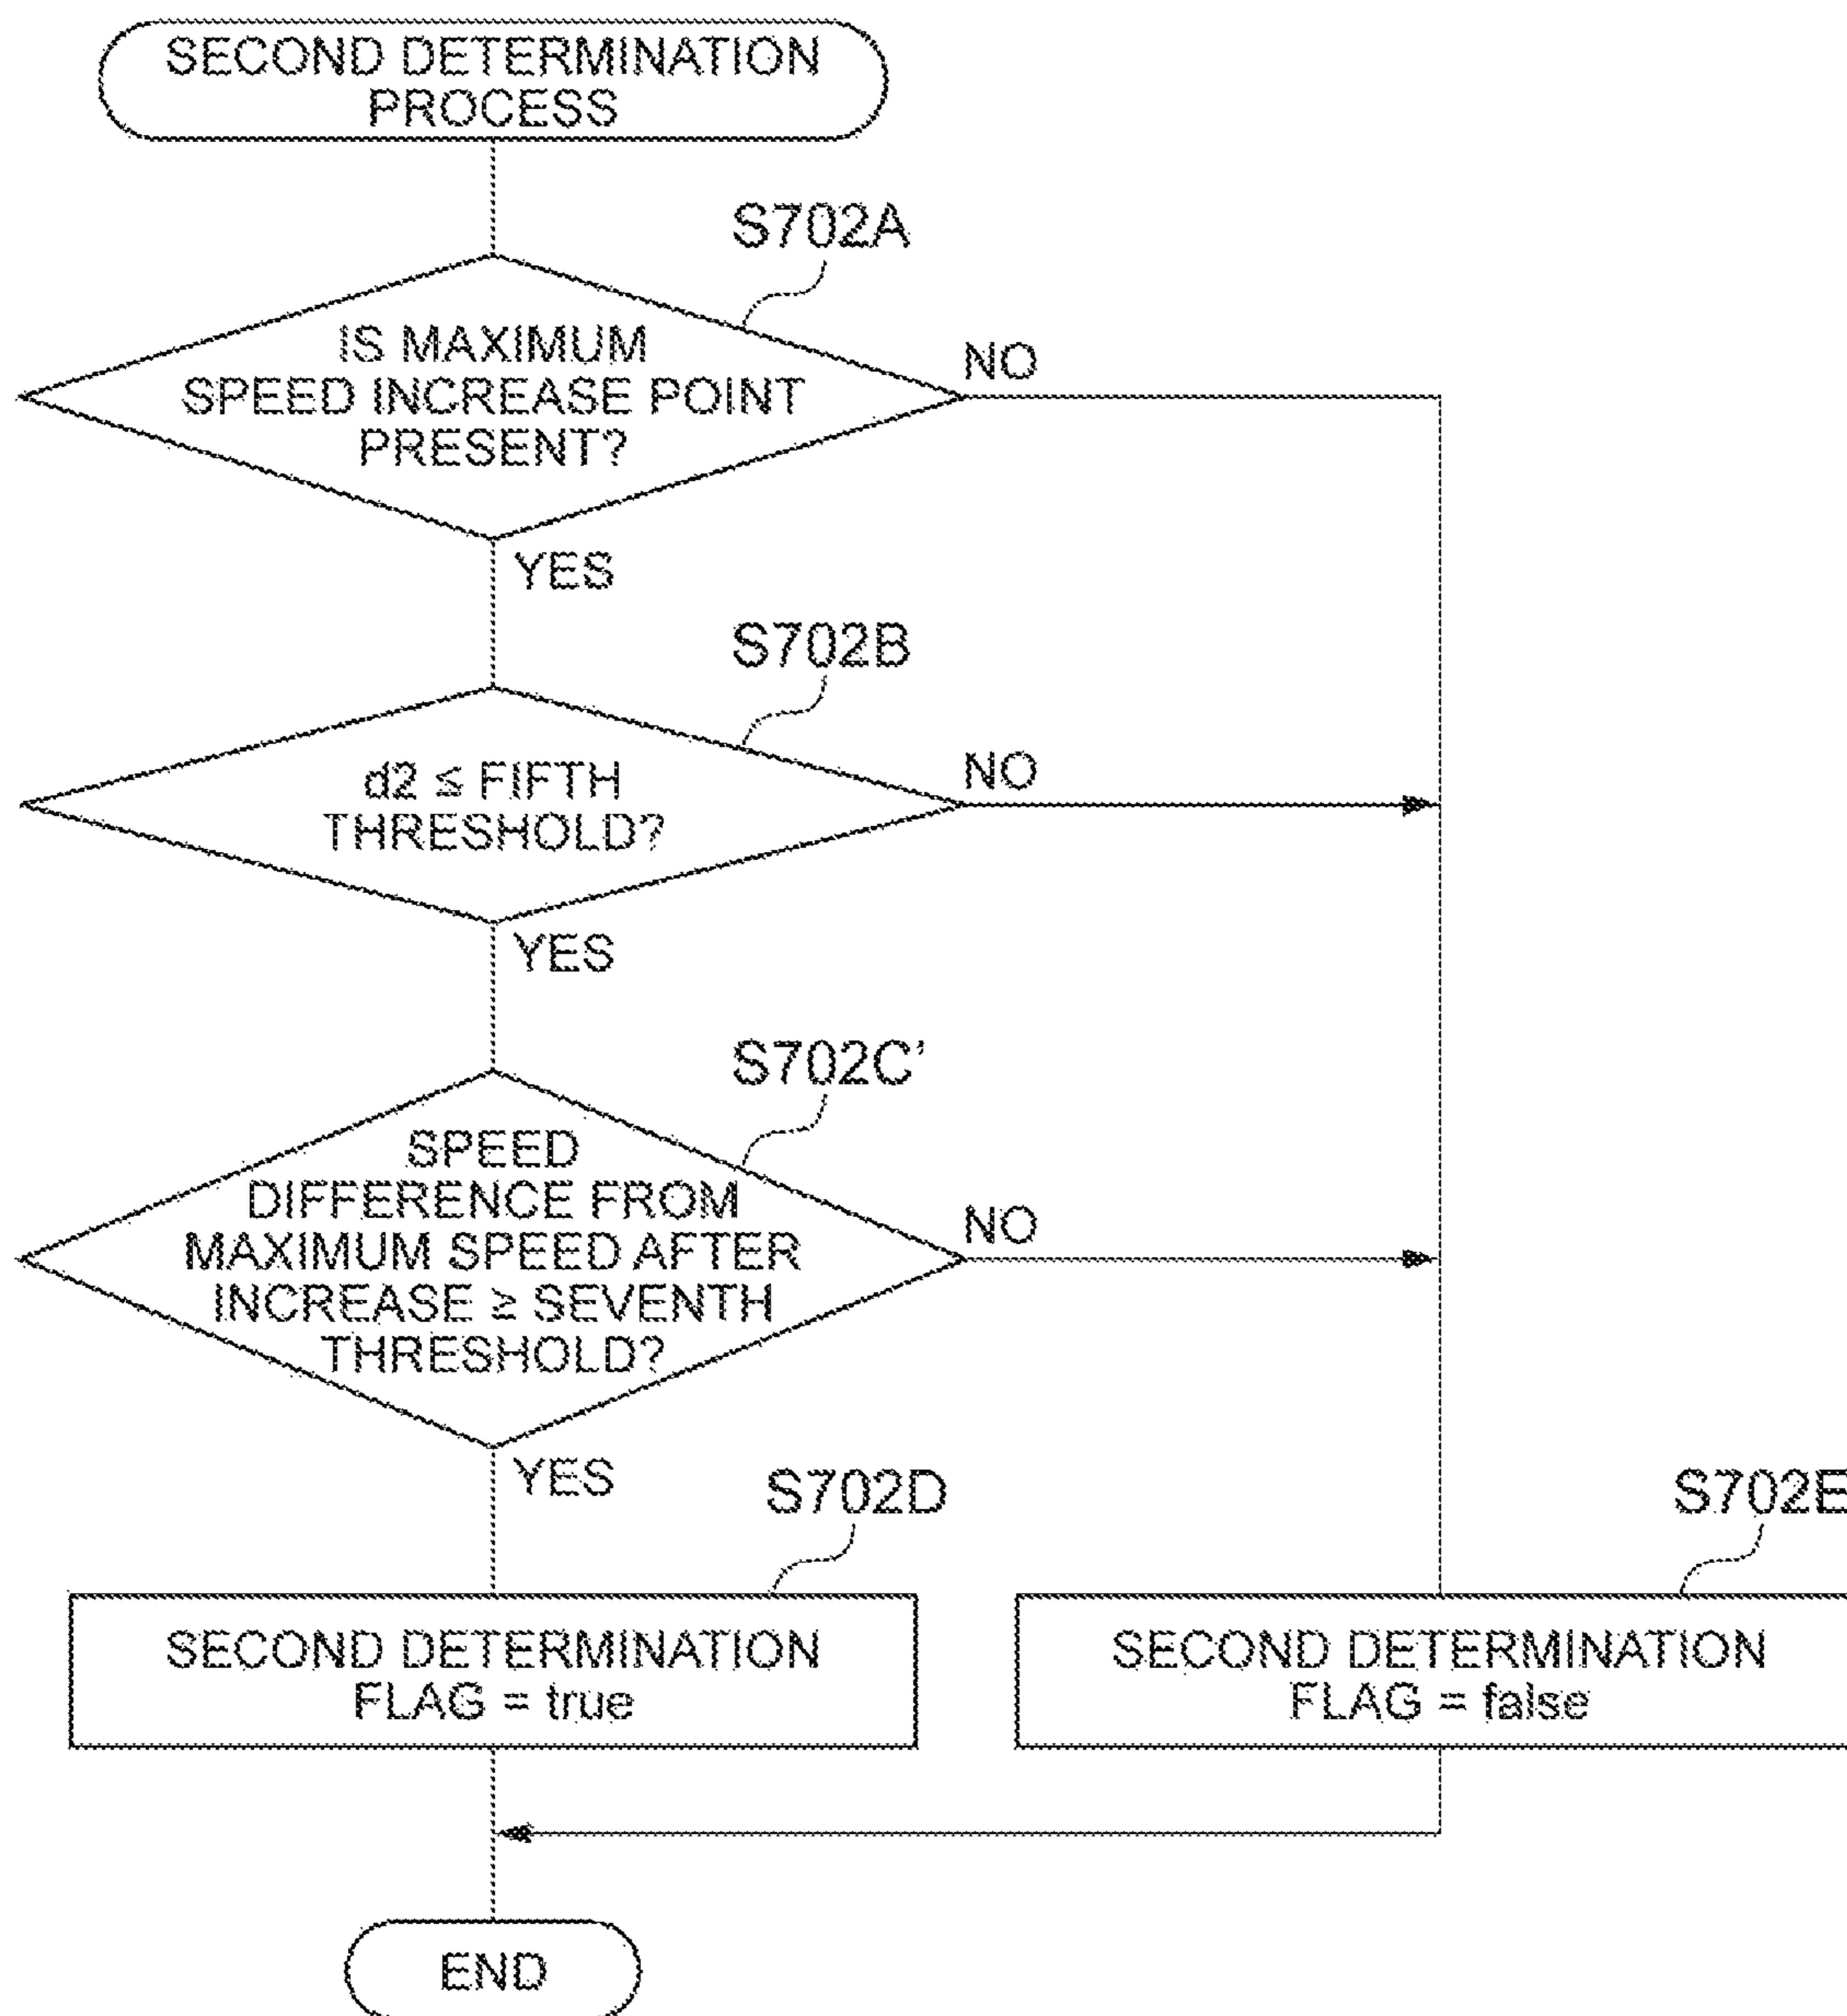 SECOND DETERMINATION
PROCESS
S702A
IS MAXIMUM
SPEED INCREASE POINT
PRESENT?
NO
YES
S702B
d2 ≤ FIFTH
THRESHOLD?
NO
YES
S702C’
SPEED
DIFFERENCE FROM
MAXIMUM SPEED AFTER
INCREASE ≥ SEVENTH
THRESHOLD?
NO
YES
S702D
S702E
SECOND DETERMINATION
FLAG = true
SECOND DETERMINATION
FLAG = false
END